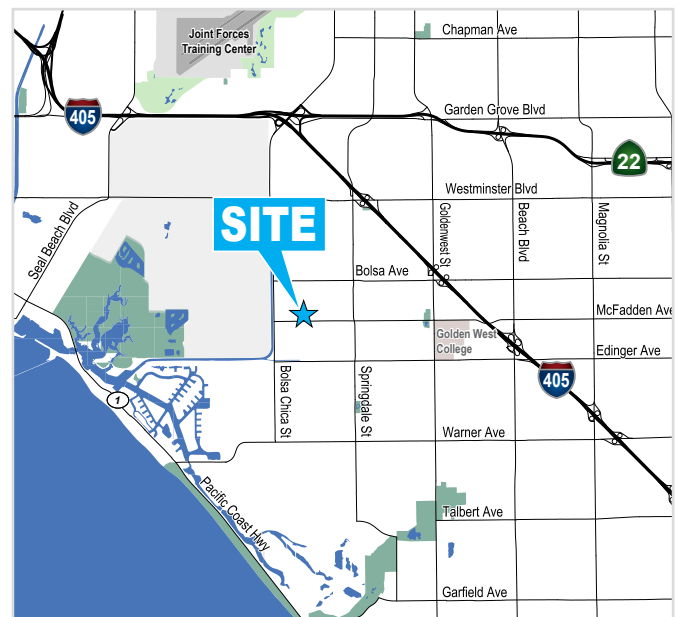 Joint Forces
Training Center
Chapman Ave
405
Garden Grove Blvd
22
Westminster Blvd
Seal Beach Blvd
SITE
Goldenwest St
Beach Blvd
Magnolia St
Bolsa Ave
McFadden Ave
Golden West
College
Edinger Ave
405
Bolsa Chica St
Springdale St
1
Warner Ave
Pacific Coast Hwy
Talbert Ave
Garfield Ave